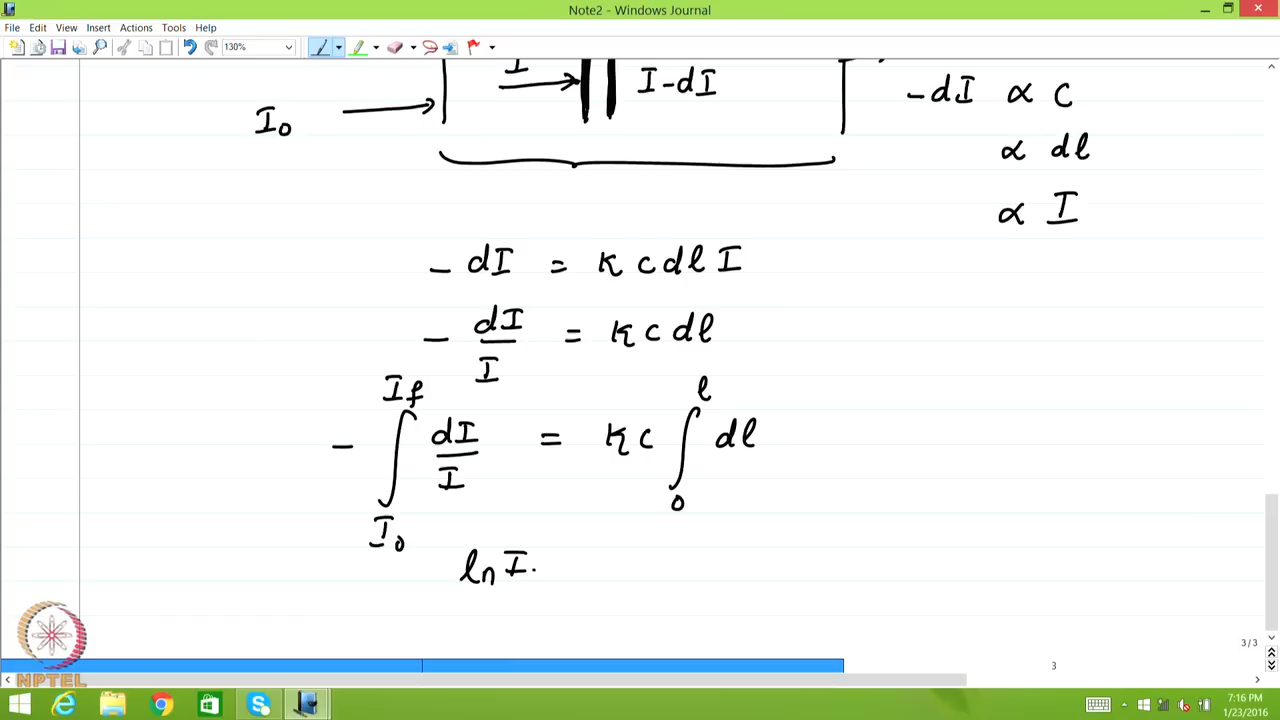 Note2 - Windows Journal
File Edit View Insert Actions Tools Help
130%
I
I - dI
I₀
- dI ∝ c
∝ dl
∝ I
- dI = K c dl I
- dI/I = K c dl
- ∫_{I₀}^{If} dI/I = K c ∫_0^l dl
ln I.
3/3
3
NPTEL
7:16 PM
1/23/2016